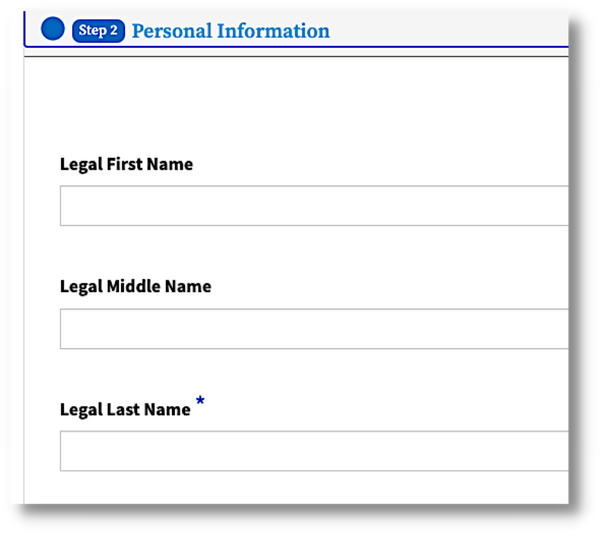 Step 2 Personal Information
Legal First Name
Legal Middle Name
Legal Last Name *